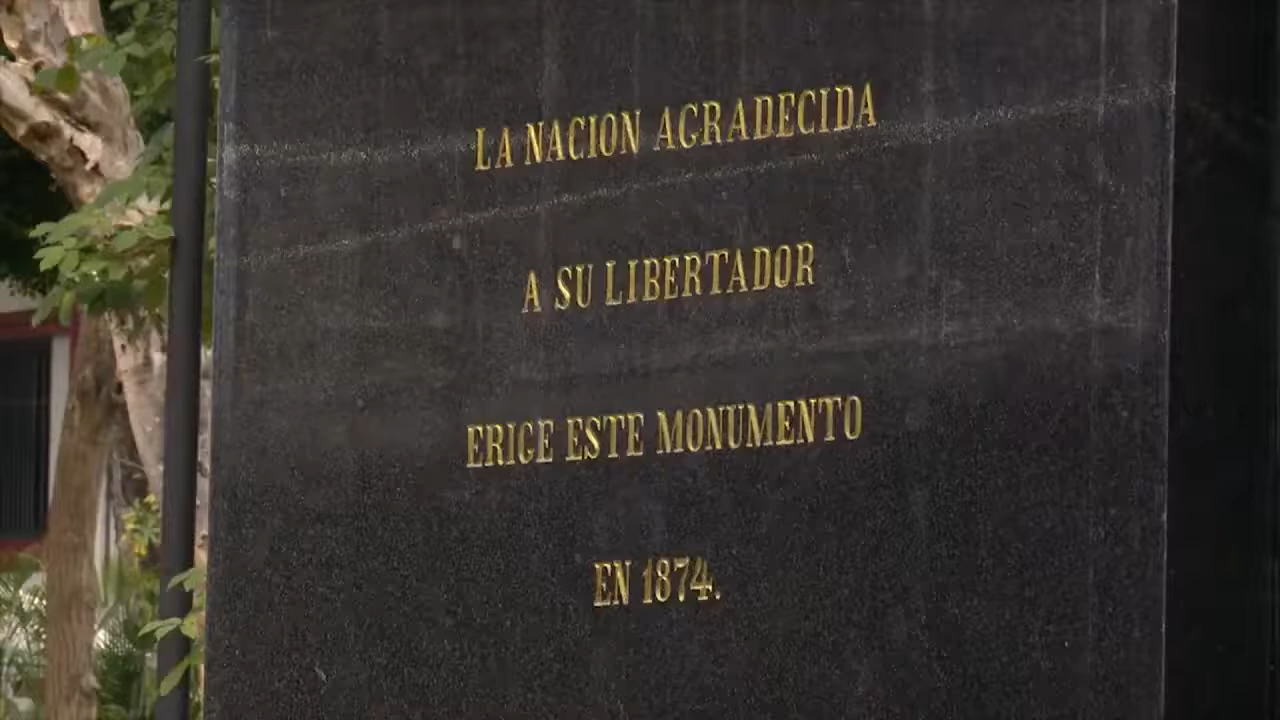 LA NACION AGRADECIDA
A SU LIBERTADOR
ERIGE ESTE MONUMENTO
EN 1874.